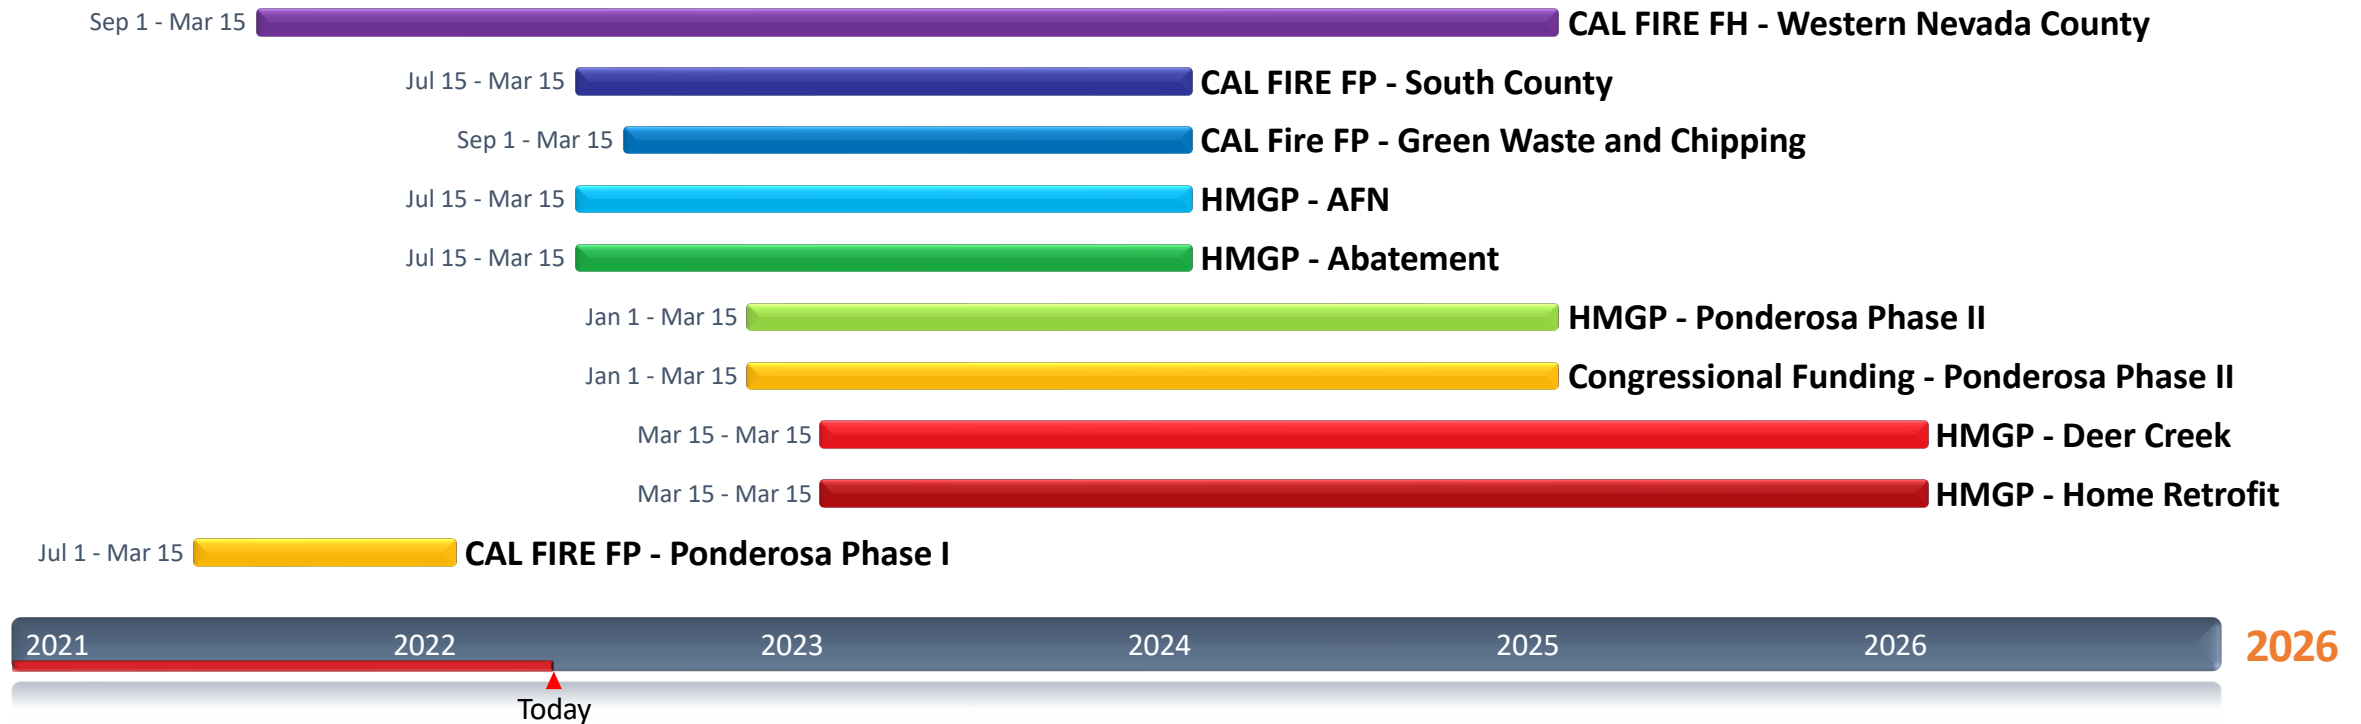 Sep 1 - Mar 15 CAL FIRE FH - Western Nevada County
Jul 15 - Mar 15 CAL FIRE FP - South County
Sep 1 - Mar 15 CAL Fire FP - Green Waste and Chipping
Jul 15 - Mar 15 HMGP - AFN
Jul 15 - Mar 15 HMGP - Abatement
Jan 1 - Mar 15 HMGP - Ponderosa Phase II
Jan 1 - Mar 15 Congressional Funding - Ponderosa Phase II
Mar 15 - Mar 15 HMGP - Deer Creek
Mar 15 - Mar 15 HMGP - Home Retrofit
Jul 1 - Mar 15 CAL FIRE FP - Ponderosa Phase I
2021 2022 2023 2024 2025 2026 2026
Today